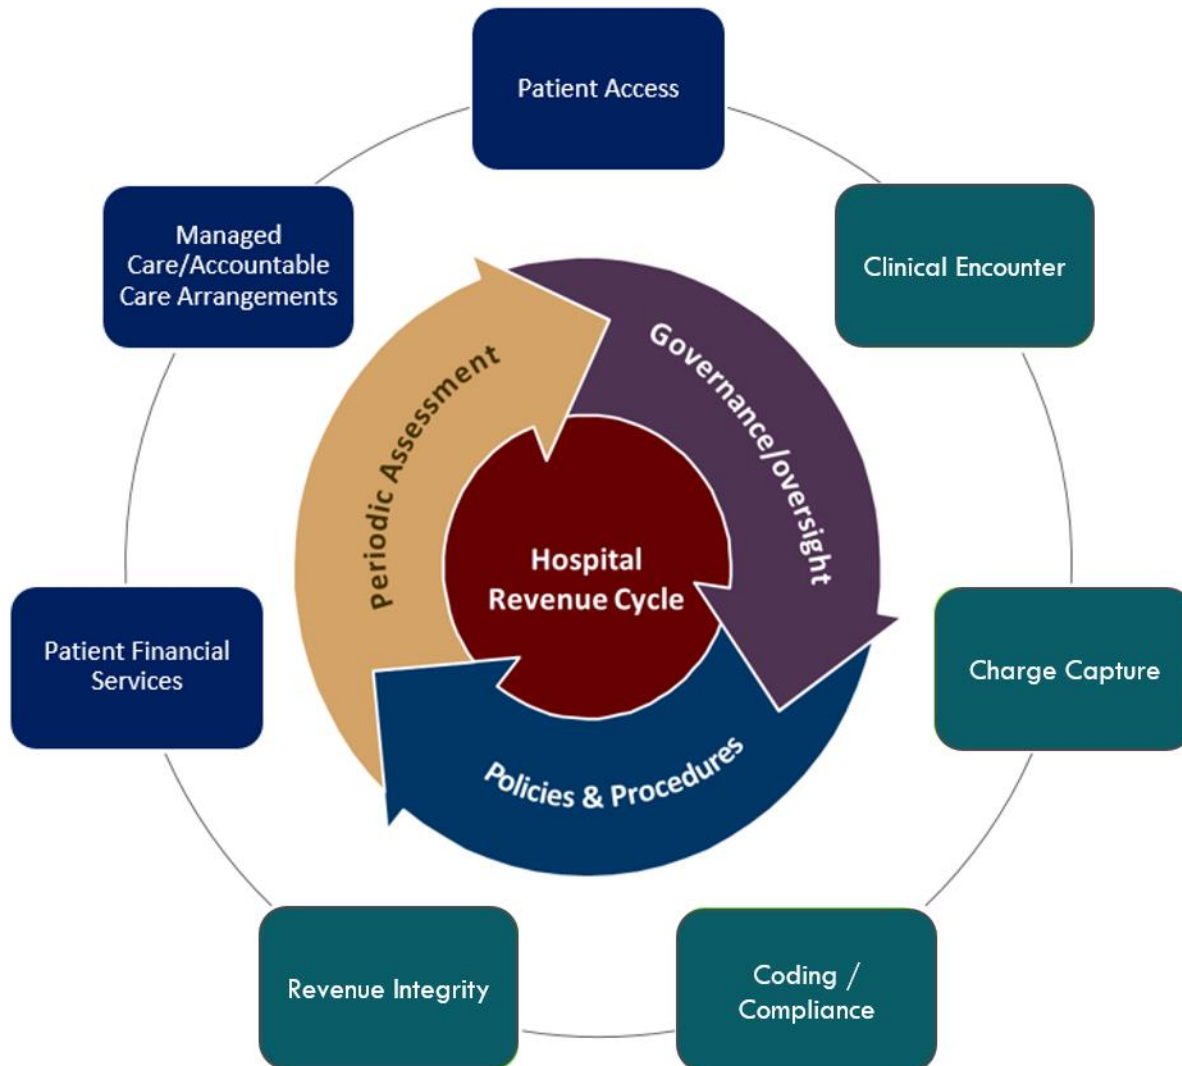 Patient Access
Clinical Encounter
Charge Capture
Coding /
Compliance
Revenue Integrity
Patient Financial
Services
Managed
Care/Accountable
Care Arrangements
Governance/oversight
Policies & Procedures
Periodic Assessment
Hospital
Revenue Cycle